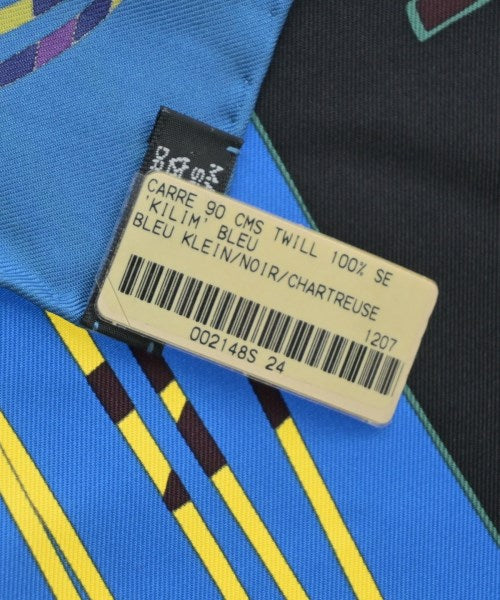 CARRE 90 CMS TWILL 100% SE
'KILIM' BLEU
BLEU KLEIN/NOIR/CHARTREUSE
1207
002148S 24